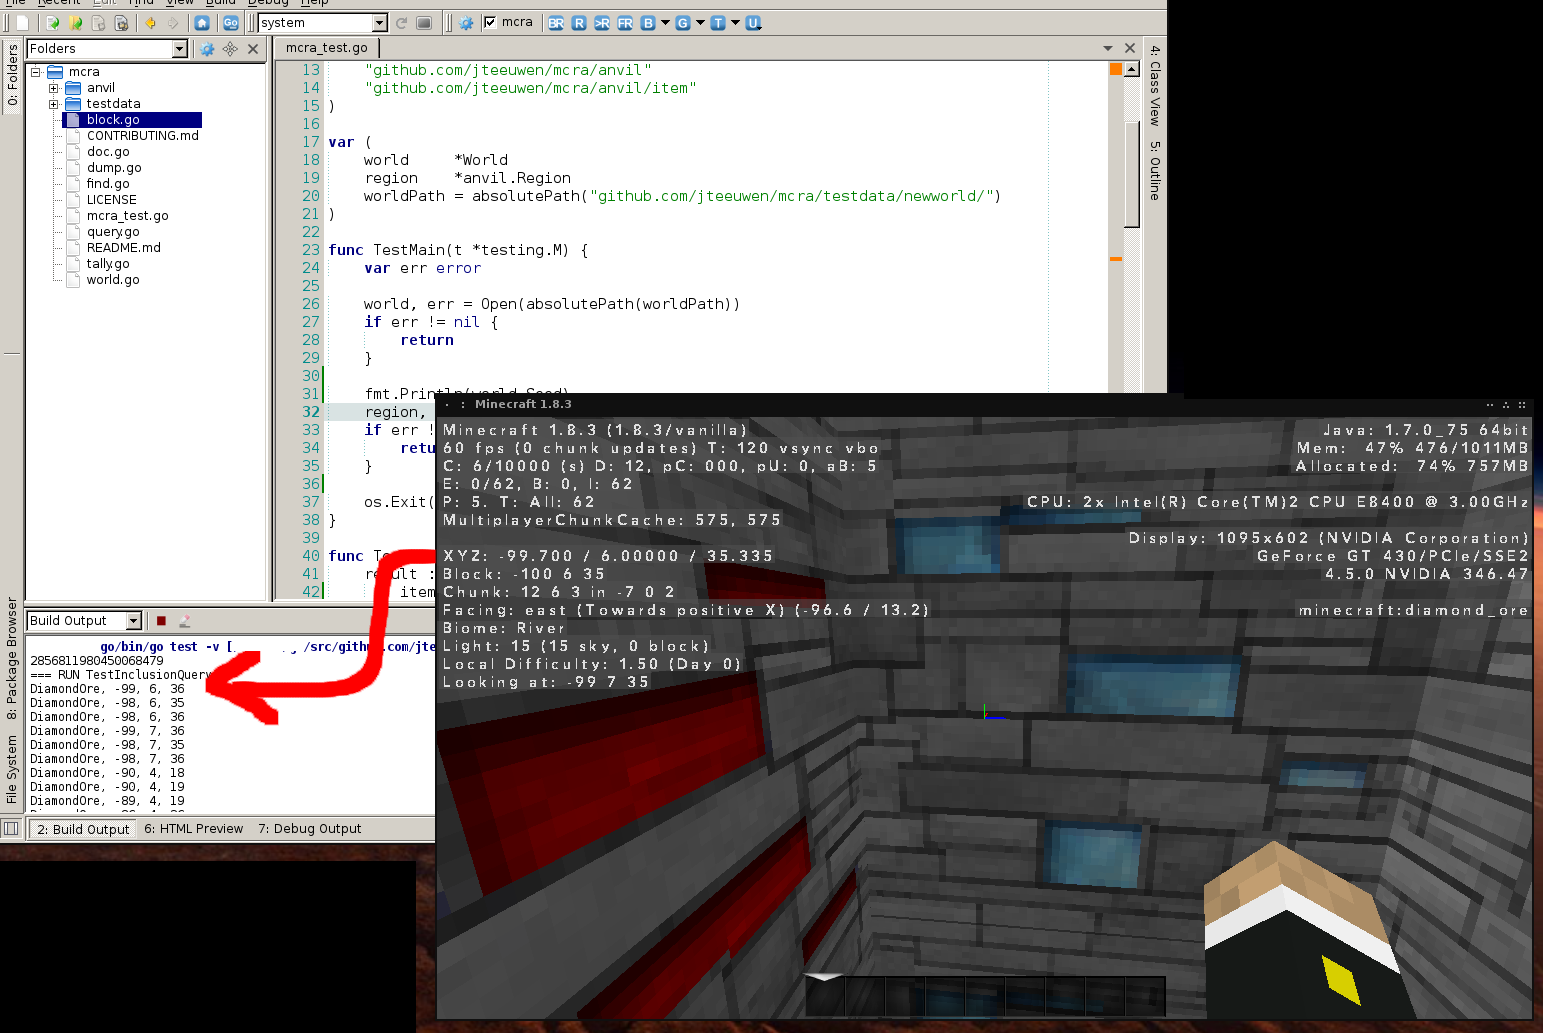 File Recent Edit Find View Build Debug Help
Go
system
mcra
BR R >R FR B G T U
0: Folders
Folders
mcra
anvil
testdata
block.go
CONTRIBUTING.md
doc.go
dump.go
find.go
LICENSE
mcra_test.go
query.go
README.md
tally.go
world.go
mcra_test.go
13 "github.com/jteeuwen/mcra/anvil"
14 "github.com/jteeuwen/mcra/anvil/item"
15 )
16
17 var (
18 world *World
19 region *anvil.Region
20 worldPath = absolutePath("github.com/jteeuwen/mcra/testdata/newworld/")
21 )
22
23 func TestMain(t *testing.M) {
24 var err error
25
26 world, err = Open(absolutePath(worldPath))
27 if err != nil {
28 return
29 }
30
31 fmt.Println(world.Seed)
32 region,
33 if err !
34 retu
35 }
36
37 os.Exit(
38 }
39
40 func Te
41 result :
42 item
4: Class View
5: Outline
8: Package Browser
File System
Build Output
go/bin/go test -v [ /src/github.com/jte
2856811980450068479
=== RUN TestInclusionQuery
DiamondOre, -99, 6, 36
DiamondOre, -98, 6, 35
DiamondOre, -98, 6, 36
DiamondOre, -99, 7, 36
DiamondOre, -98, 7, 35
DiamondOre, -98, 7, 36
DiamondOre, -90, 4, 18
DiamondOre, -90, 4, 19
DiamondOre, -89, 4, 19
2: Build Output 6: HTML Preview 7: Debug Output
Minecraft 1.8.3
Minecraft 1.8.3 (1.8.3/vanilla)
60 fps (0 chunk updates) T: 120 vsync vbo
C: 6/10000 (s) D: 12, pC: 000, pU: 0, aB: 5
E: 0/62, B: 0, I: 62
P: 5. T: All: 62
MultiplayerChunkCache: 575, 575
XYZ: -99.700 / 6.00000 / 35.335
Block: -100 6 35
Chunk: 12 6 3 in -7 0 2
Facing: east (Towards positive X) (-96.6 / 13.2)
Biome: River
Light: 15 (15 sky, 0 block)
Local Difficulty: 1.50 (Day 0)
Looking at: -99 7 35
Java: 1.7.0_75 64bit
Mem: 47% 476/1011MB
Allocated: 74% 757MB
CPU: 2x Intel(R) Core(TM)2 CPU E8400 @ 3.00GHz
Display: 1095x602 (NVIDIA Corporation)
GeForce GT 430/PCIe/SSE2
4.5.0 NVIDIA 346.47
minecraft:diamond_ore